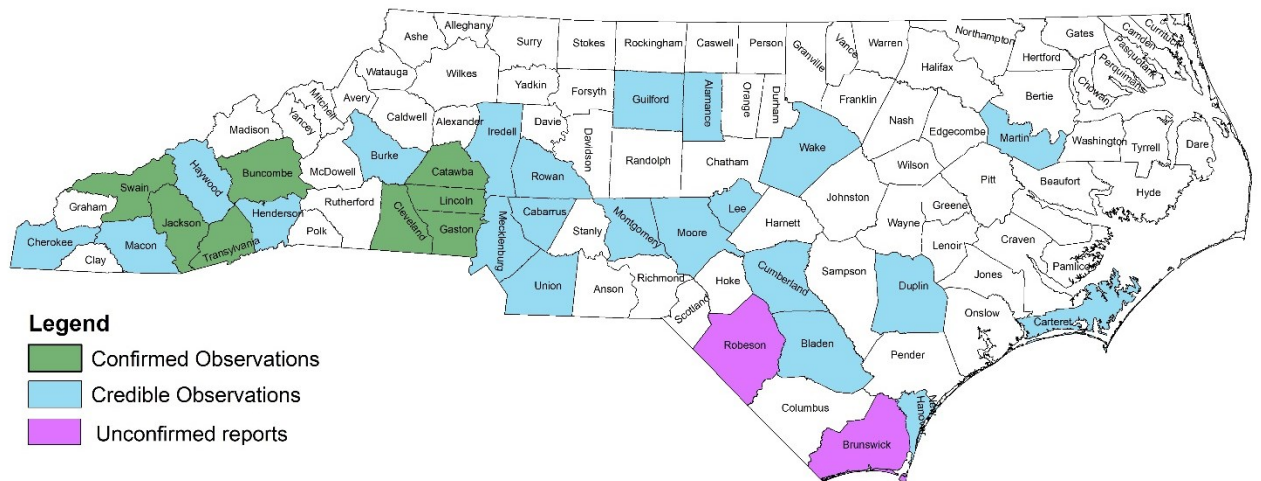 Alleghany
Ashe
Surry
Stokes
Rockingham
Caswell
Person
Granville
Vance
Warren
Northampton
Gates
Camden
Currituck
Pasquotank
Perquimans
Chowan
Hertford
Halifax
Bertie
Watauga
Wilkes
Yadkin
Forsyth
Guilford
Alamance
Orange
Durham
Franklin
Nash
Edgecombe
Martin
Washington
Tyrrell
Dare
Mitchell
Avery
Yancey
Caldwell
Alexander
Iredell
Davie
Davidson
Randolph
Chatham
Wake
Wilson
Pitt
Beaufort
Hyde
Madison
Haywood
Buncombe
McDowell
Burke
Catawba
Rowan
Swain
Graham
Jackson
Henderson
Rutherford
Polk
Cleveland
Lincoln
Gaston
Mecklenburg
Cabarrus
Stanly
Montgomery
Moore
Lee
Harnett
Johnston
Wayne
Greene
Lenoir
Craven
Pamlico
Cherokee
Macon
Clay
Transylvania
Union
Anson
Richmond
Scotland
Hoke
Cumberland
Sampson
Duplin
Jones
Onslow
Carteret
Robeson
Bladen
Pender
Columbus
Brunswick
New
Hanover
Legend
Confirmed Observations
Credible Observations
Unconfirmed reports